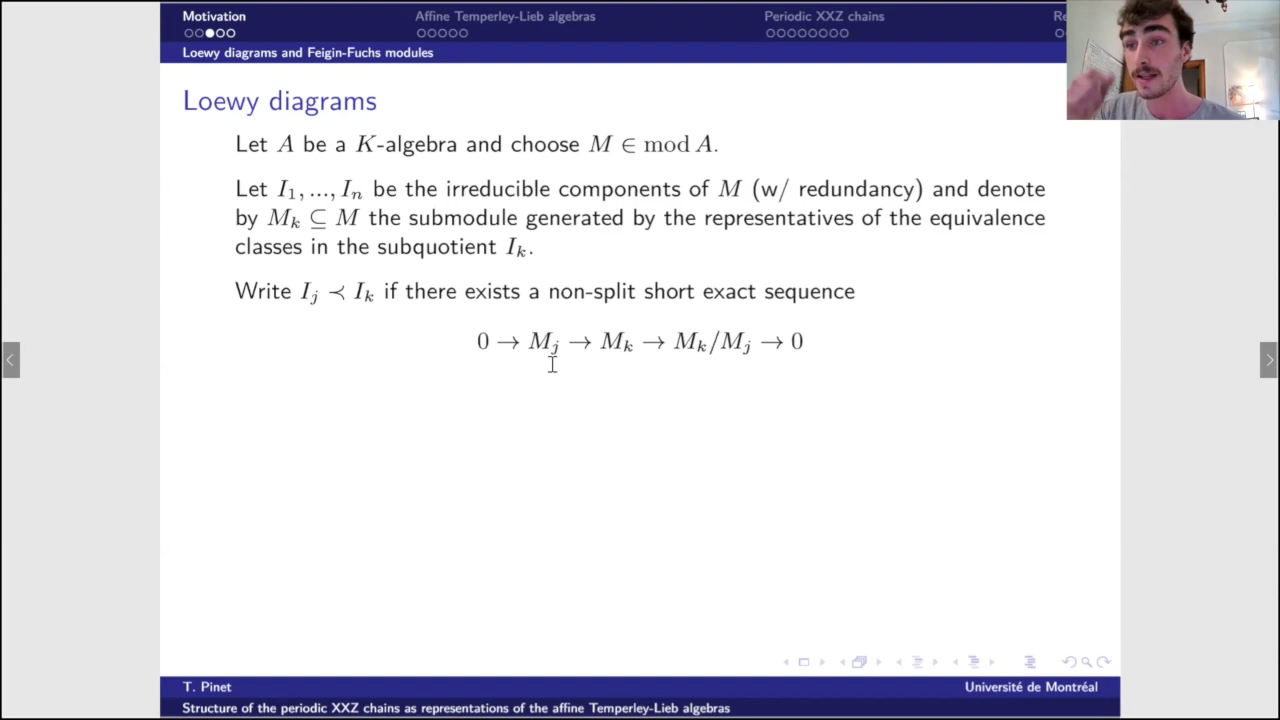 Motivation
Affine Temperley-Lieb algebras
Periodic XXZ chains
Re
Loewy diagrams and Feigin-Fuchs modules
Loewy diagrams
Let A be a K-algebra and choose M ∈ mod A.
Let I₁, ..., Iₙ be the irreducible components of M (w/ redundancy) and denote
by Mₖ ⊆ M the submodule generated by the representatives of the equivalence
classes in the subquotient Iₖ.
Write Iⱼ ≺ Iₖ if there exists a non-split short exact sequence
0 → Mⱼ → Mₖ → Mₖ/Mⱼ → 0
T. Pinet
Université de Montréal
Structure of the periodic XXZ chains as representations of the affine Temperley-Lieb algebras